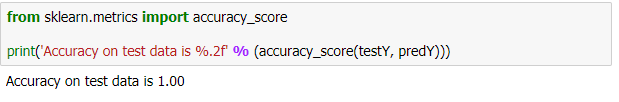 from sklearn.metrics import accuracy_score
print('Accuracy on test data is %.2f' % (accuracy_score(testY, predY)))
Accuracy on test data is 1.00